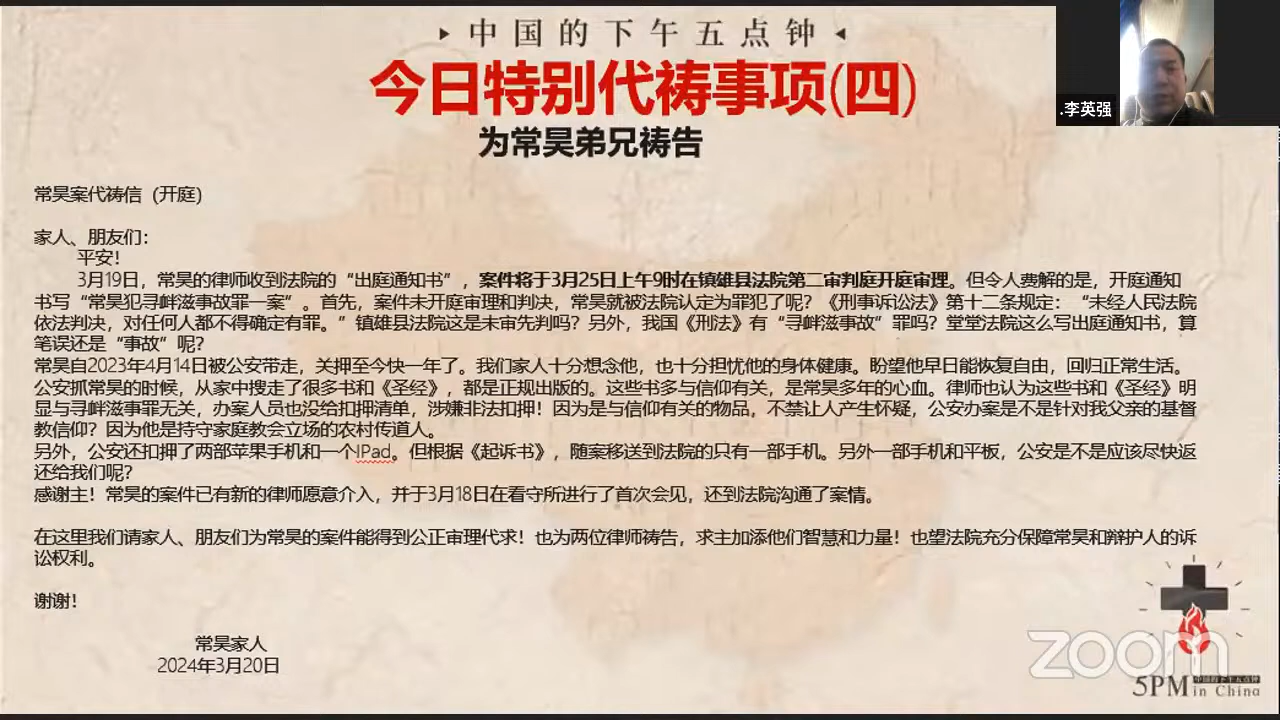 中国的下午五点钟
今日特别代祷事项(四)
为常昊弟兄祷告
.李英强
常昊案代祷信（开庭）
家人、朋友们：
平安！
3月19日，常昊的律师收到法院的“出庭通知书”，案件将于3月25日上午9时在镇雄县法院第二审判庭开庭审理。但令人费解的是，开庭通知
书写“常昊犯寻衅滋事故罪一案”。首先，案件未开庭审理和判决，常昊就被法院认定为罪犯了呢？《刑事诉讼法》第十二条规定：“未经人民法院
依法判决，对任何人都不得确定有罪。”镇雄县法院这是未审先判吗？另外，我国《刑法》有“寻衅滋事故”罪吗？堂堂法院这么写出庭通知书，算
笔误还是“事故”呢？
常昊自2023年4月14日被公安带走，关押至今快一年了。我们家人十分想念他，也十分担忧他的身体健康。盼望他早日能恢复自由，回归正常生活。
公安抓常昊的时候，从家中搜走了很多书和《圣经》，都是正规出版的。这些书多与信仰有关，是常昊多年的心血。律师也认为这些书和《圣经》明
显与寻衅滋事罪无关，办案人员也没给扣押清单，涉嫌非法扣押！因为是与信仰有关的物品，不禁让人产生怀疑，公安办案是不是针对我父亲的基督
教信仰？因为他是持守家庭教会立场的农村传道人。
另外，公安还扣押了两部苹果手机和一个IPad。但根据《起诉书》，随案移送到法院的只有一部手机。另外一部手机和平板，公安是不是应该尽快返
还给我们呢？
感谢主！常昊的案件已有新的律师愿意介入，并于3月18日在看守所进行了首次会见，还到法院沟通了案情。
在这里我们请家人、朋友们为常昊的案件能得到公正审理代求！也为两位律师祷告，求主加添他们智慧和力量！也望法院充分保障常昊和辩护人的诉
讼权利。
谢谢！
常昊家人
2024年3月20日
zoom
5PM 中国的下午五点钟
in China